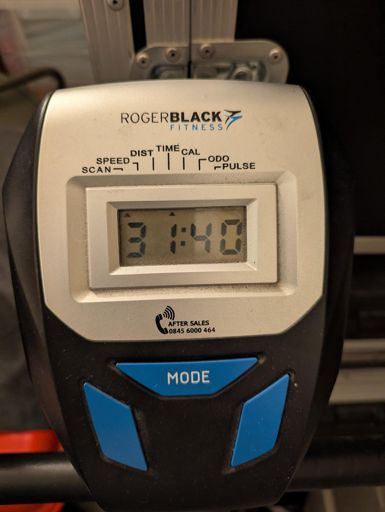 ROGERBLACK
FITNESS
SCAN SPEED DIST TIME CAL ODO PULSE
31:40
AFTER SALES
0845 6000 464
MODE